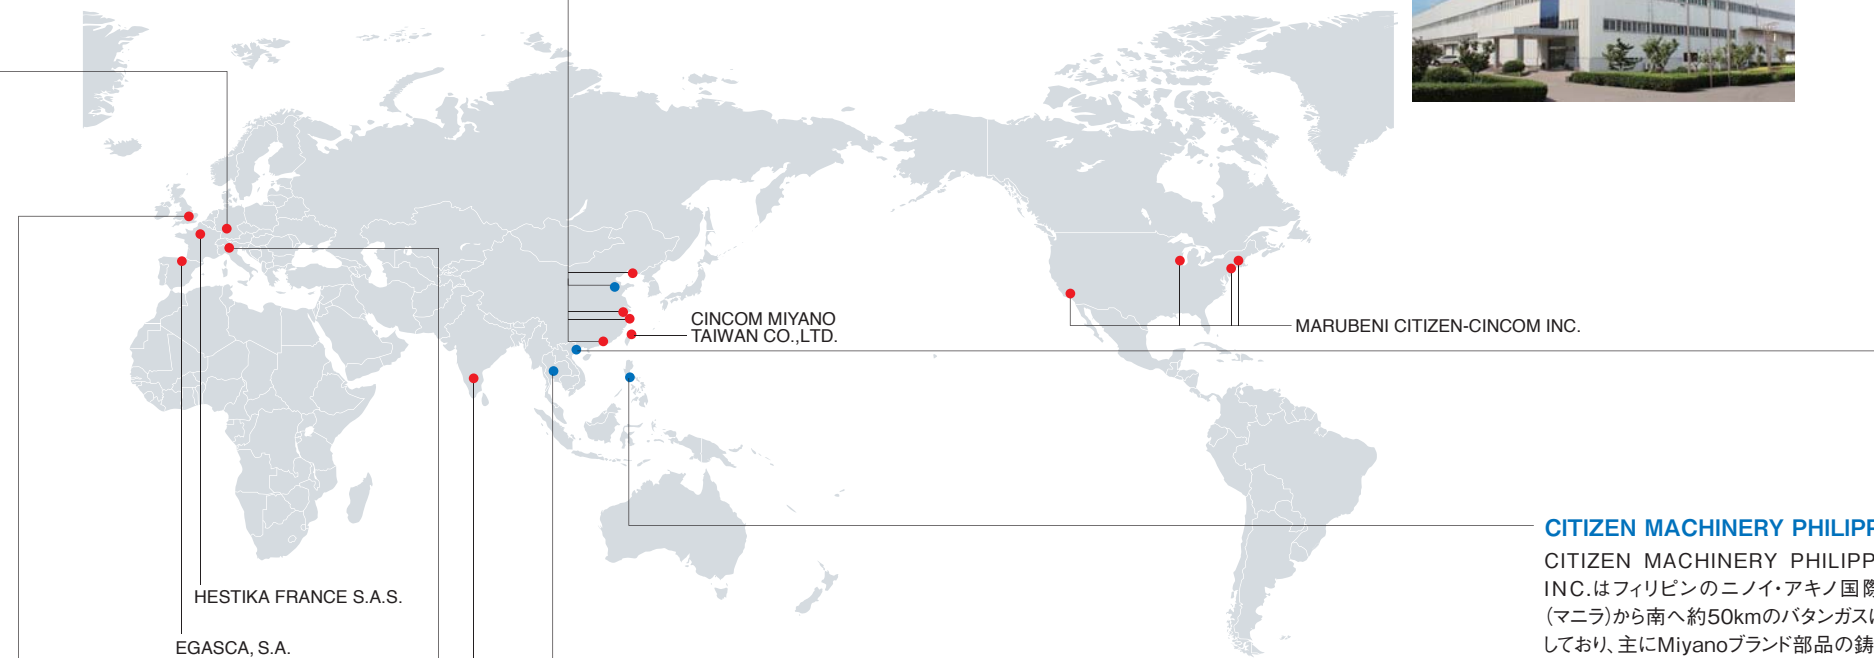 CINCOM MIYANO
TAIWAN CO.,LTD.
MARUBENI CITIZEN-CINCOM INC.
HESTIKA FRANCE S.A.S.
EGASCA, S.A.
CITIZEN MACHINERY PHILIPP
CITIZEN MACHINERY PHILIPP
INC.はフィリピンのニノイ・アキノ国際
(マニラ)から南へ約50kmのバタンガスに
しており、主にMiyanoブランド部品の鋳